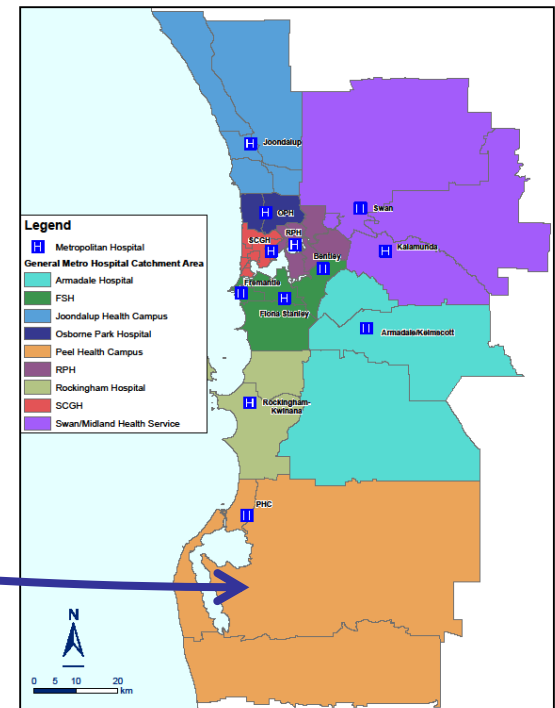 Joondalup
OPH
Swan
SCGH
RPH
Kalamunda
Bentley
Fremantle
Fiona Stanley
Armadale/Kelmscott
Rockingham-
Kwinana
PHC
Legend
H Metropolitan Hospital
General Metro Hospital Catchment Area
Armadale Hospital
FSH
Joondalup Health Campus
Osborne Park Hospital
Peel Health Campus
RPH
Rockingham Hospital
SCGH
Swan/Midland Health Service
N
0 5 10 20
km